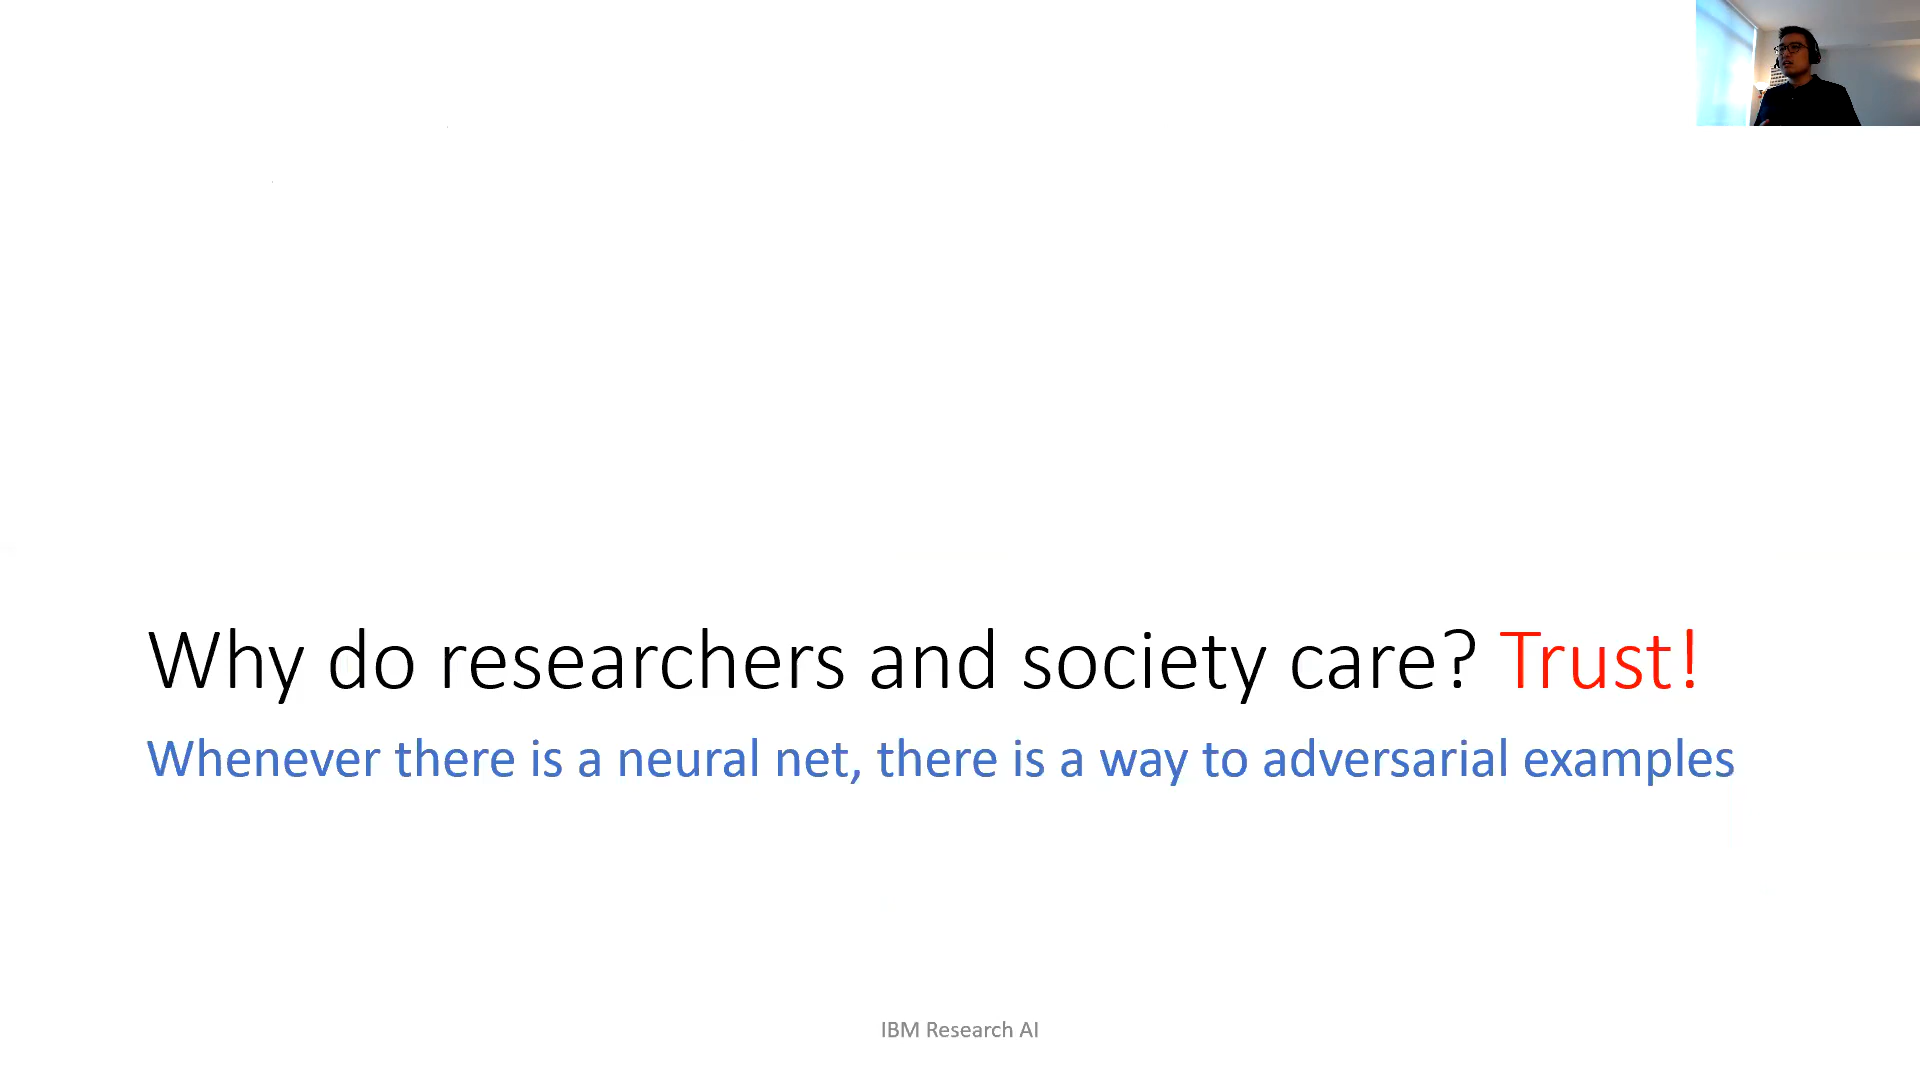 Why do researchers and society care? Trust!
Whenever there is a neural net, there is a way to adversarial examples
IBM Research AI